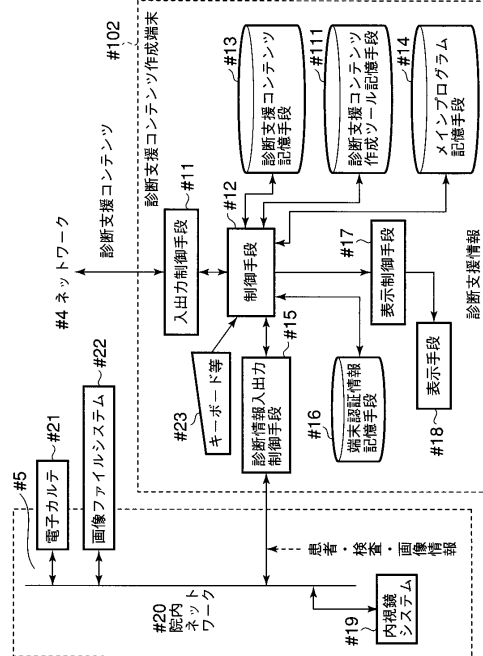 #4 ネットワーク
診断支援コンテンツ
#102
診断支援コンテンツ作成端末
#11
入出力制御手段
#12
制御手段
#13
診断支援コンテンツ
記憶手段
#111
診断支援コンテンツ
作成ツール記憶手段
#14
メインプログラム
記憶手段
#23
キーボード等
#15
診断情報入出力
制御手段
#16
端末認証情報
記憶手段
#17
表示制御手段
#18
表示手段
診断支援情報
#5
#21
電子カルテ
#22
画像ファイルシステム
#20
院内
ネット
ワーク
患者・検査・画像情報
#19
内視鏡
システム